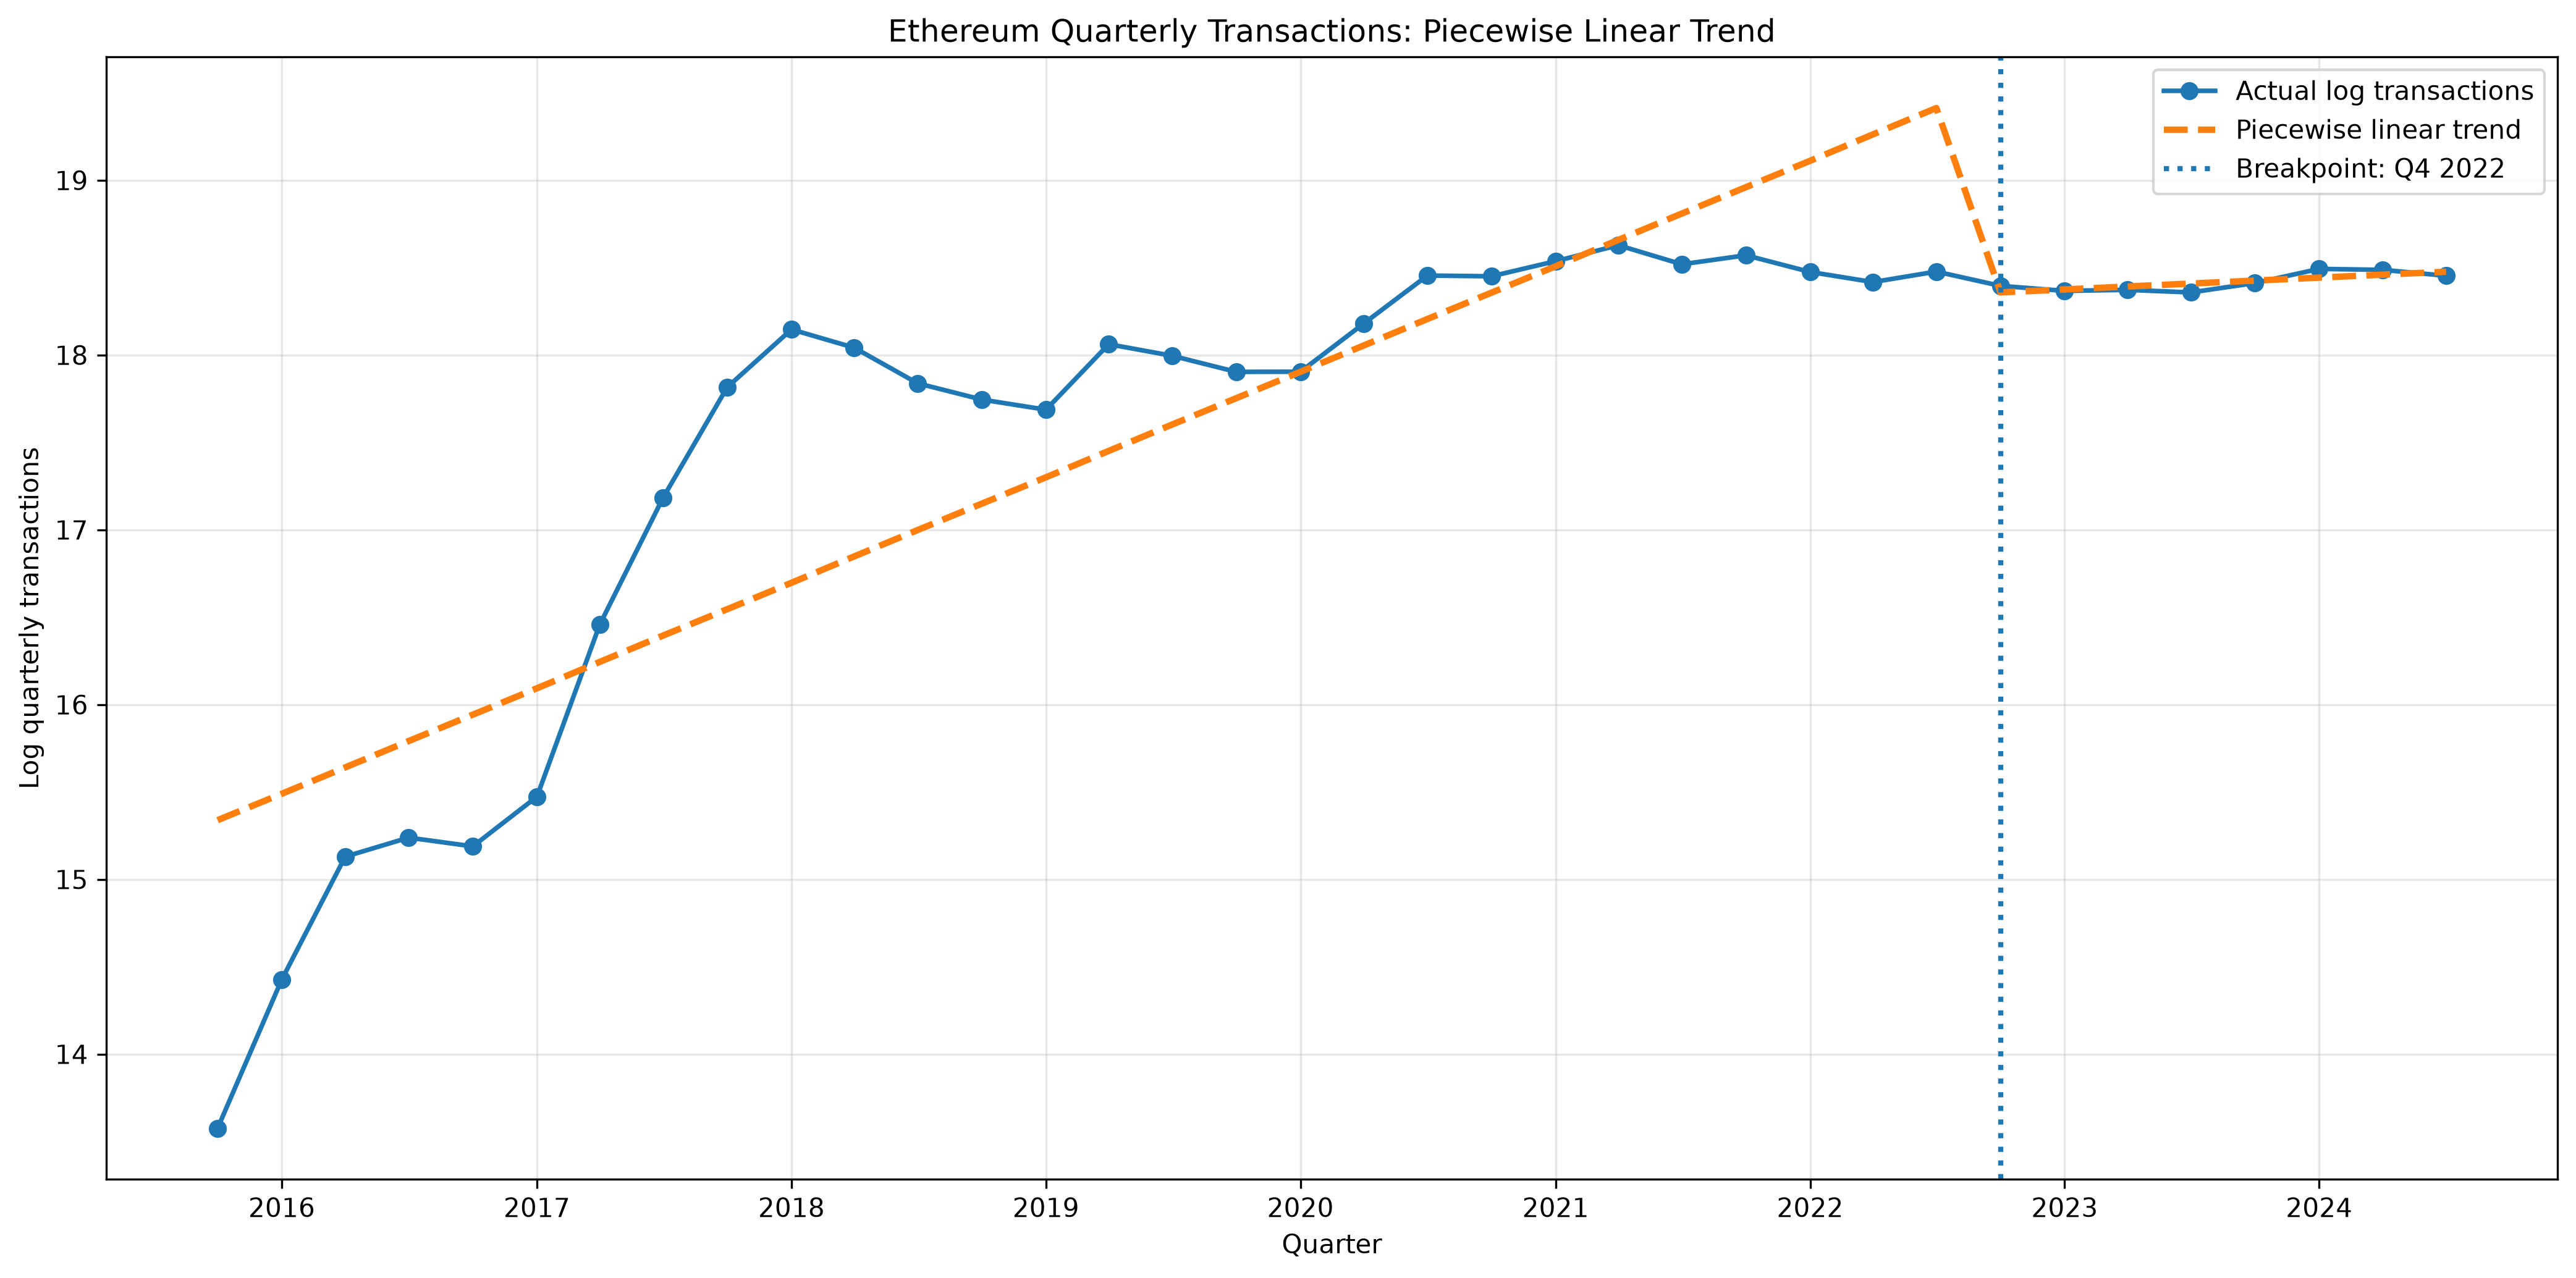 Ethereum Quarterly Transactions: Piecewise Linear Trend
Actual log transactions
Piecewise linear trend
Breakpoint: Q4 2022
Log quarterly transactions
19
18
17
16
15
14
2016 2017 2018 2019 2020 2021 2022 2023 2024
Quarter